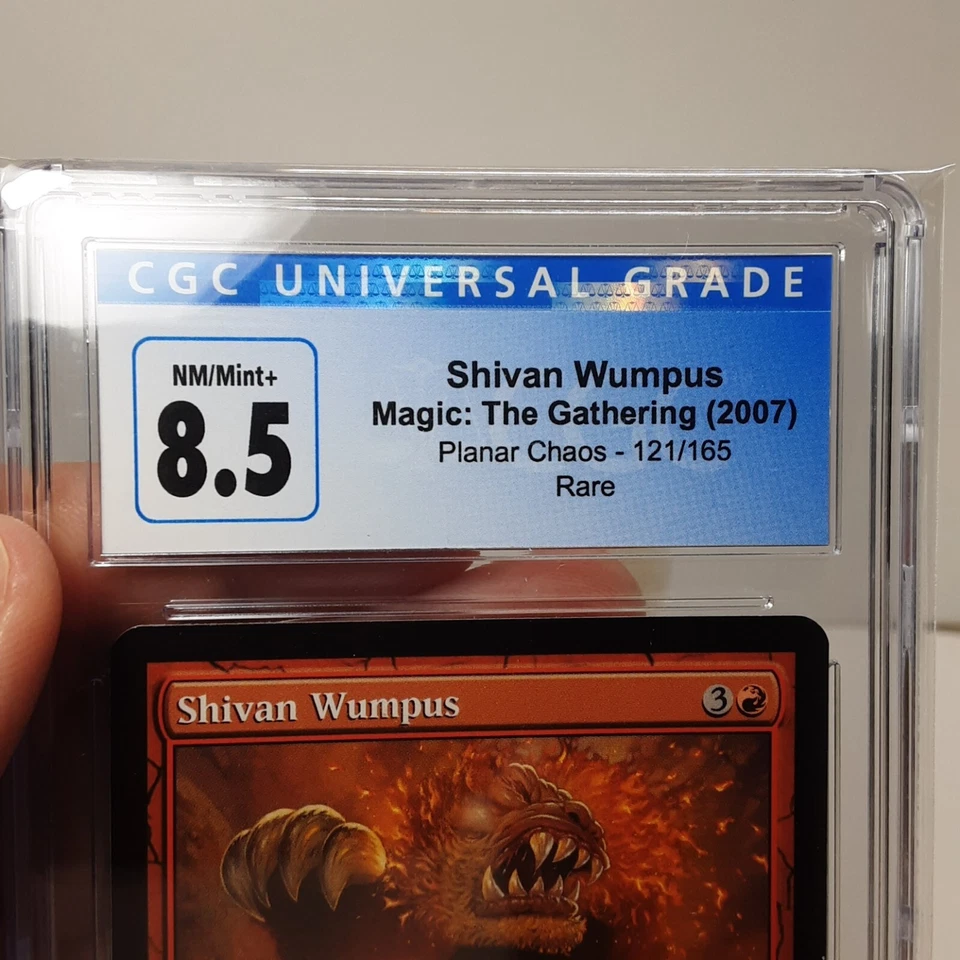 CGC UNIVERSAL GRADE
NM/Mint+
8.5
Shivan Wumpus
Magic: The Gathering (2007)
Planar Chaos - 121/165
Rare
Shivan Wumpus 3